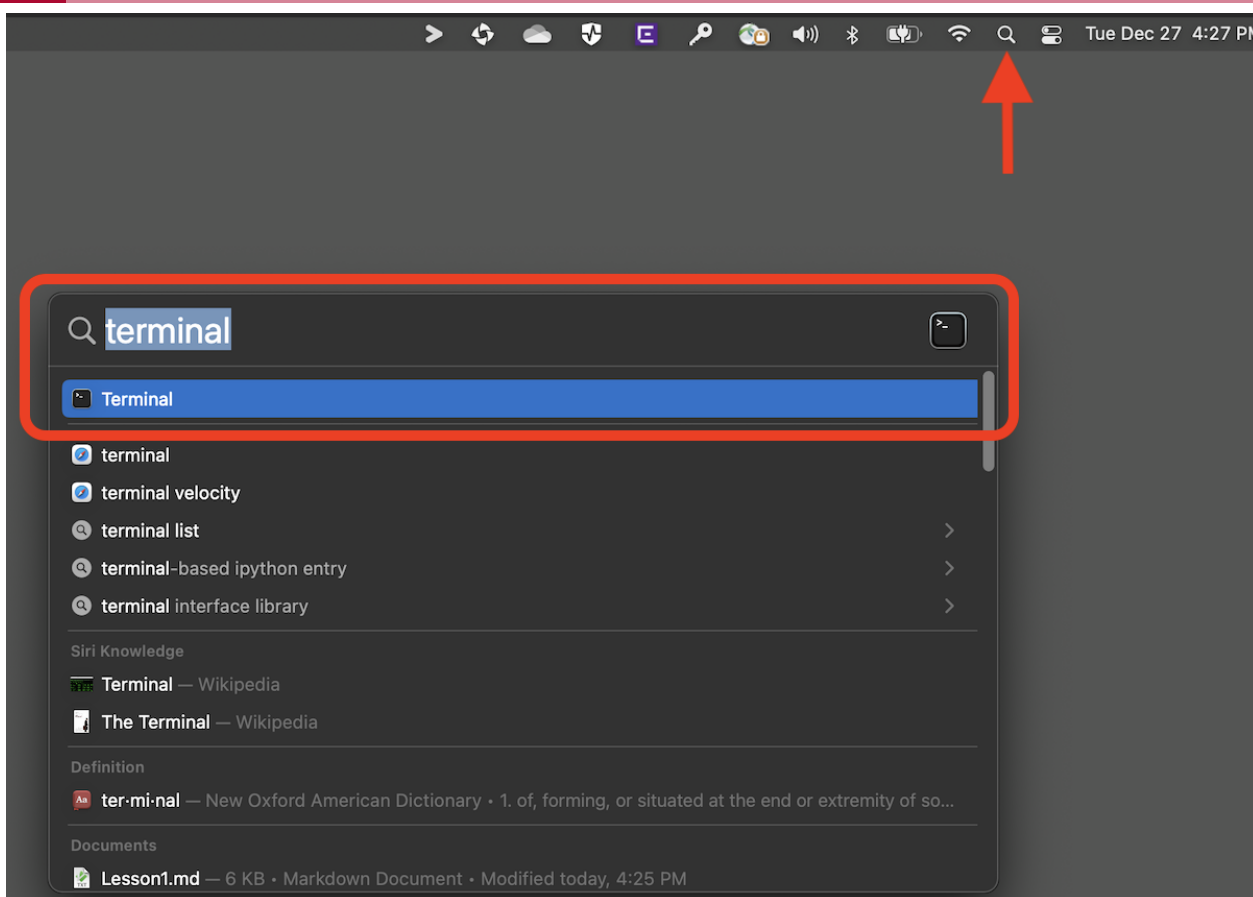 Tue Dec 27 4:27 PM
terminal
Terminal
terminal
terminal velocity
terminal list
terminal-based ipython entry
terminal interface library
Siri Knowledge
Terminal — Wikipedia
The Terminal — Wikipedia
Definition
ter·mi·nal — New Oxford American Dictionary • 1. of, forming, or situated at the end or extremity of so...
Documents
Lesson1.md — 6 KB • Markdown Document • Modified today, 4:25 PM